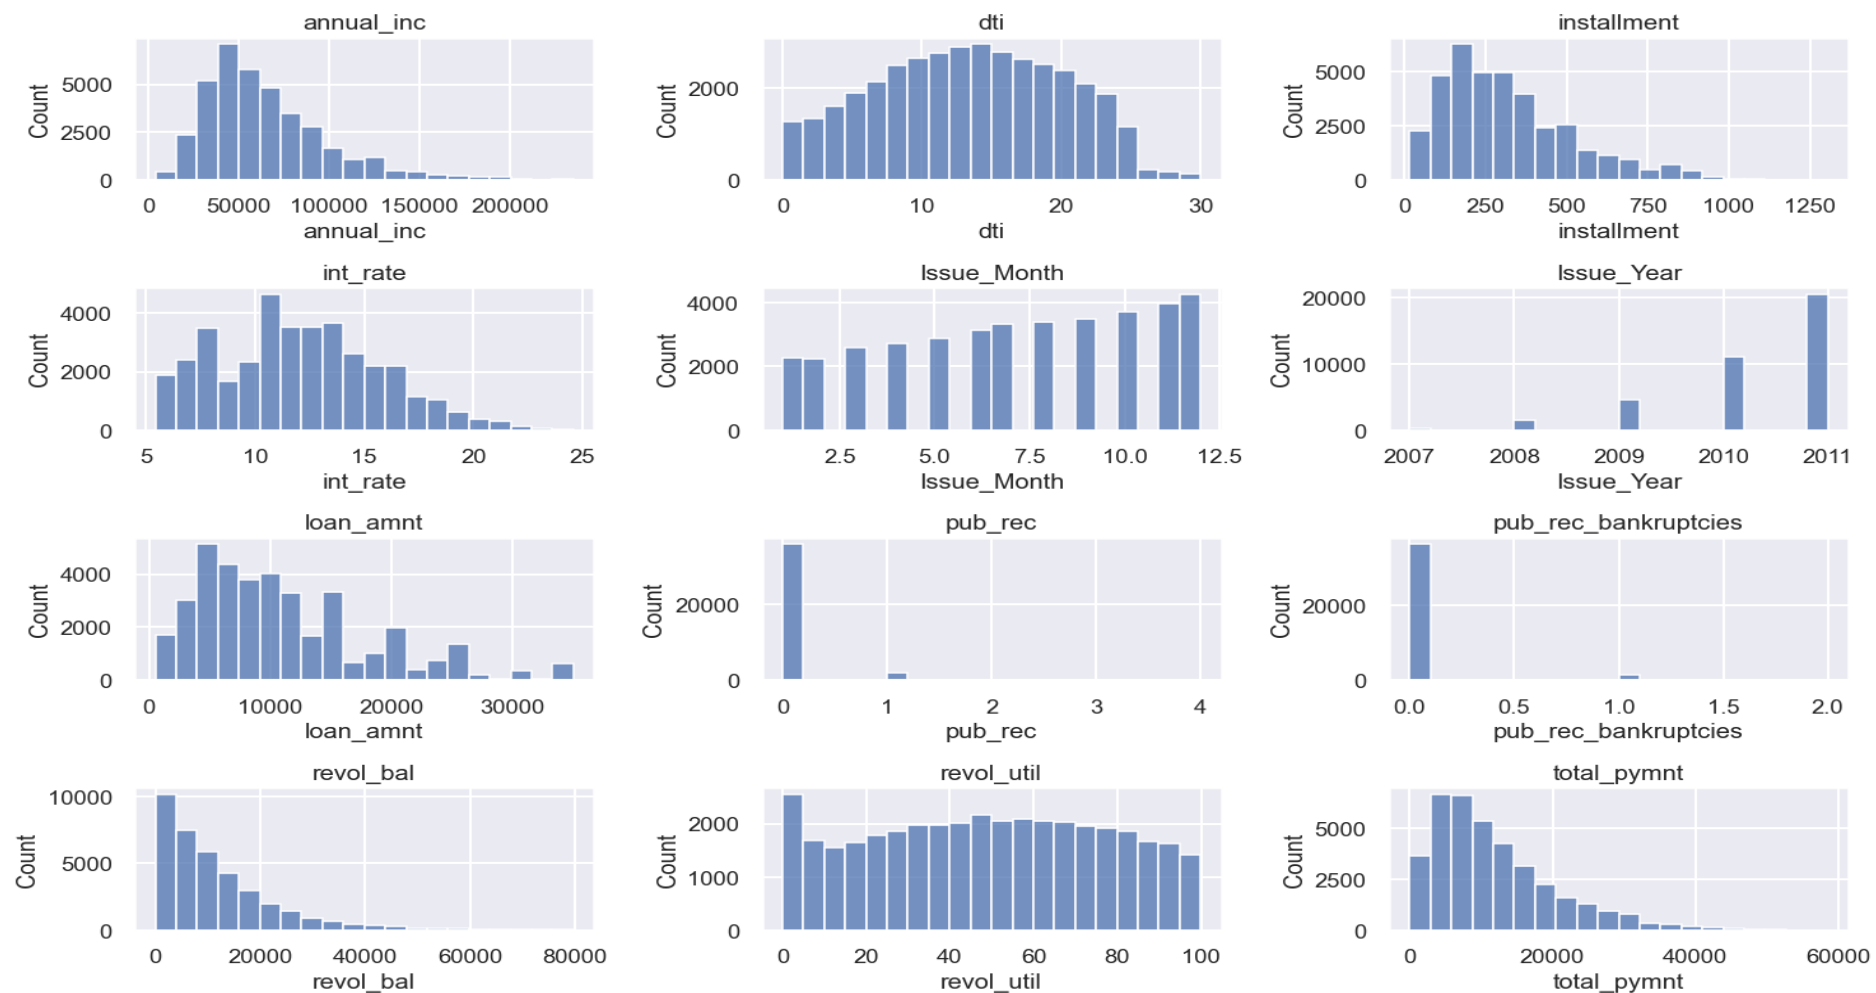 annual_inc
dti
installment
Count
5000
2500
0
Count
2000
0
Count
5000
2500
0
0 50000 100000 150000 200000
0 10 20 30
0 250 500 750 1000 1250
annual_inc
dti
installment
int_rate
Issue_Month
Issue_Year
Count
4000
2000
0
Count
4000
2000
0
Count
20000
10000
0
5 10 15 20 25
2.5 5.0 7.5 10.0 12.5
2007 2008 2009 2010 2011
int_rate
Issue_Month
Issue_Year
loan_amnt
pub_rec
pub_rec_bankruptcies
Count
4000
2000
0
Count
20000
0
Count
20000
0
0 10000 20000 30000
0 1 2 3 4
0.0 0.5 1.0 1.5 2.0
loan_amnt
pub_rec
pub_rec_bankruptcies
revol_bal
revol_util
total_pymnt
Count
10000
5000
0
Count
2000
1000
0
Count
5000
2500
0
0 20000 40000 60000 80000
0 20 40 60 80 100
0 20000 40000 60000
revol_bal
revol_util
total_pymnt